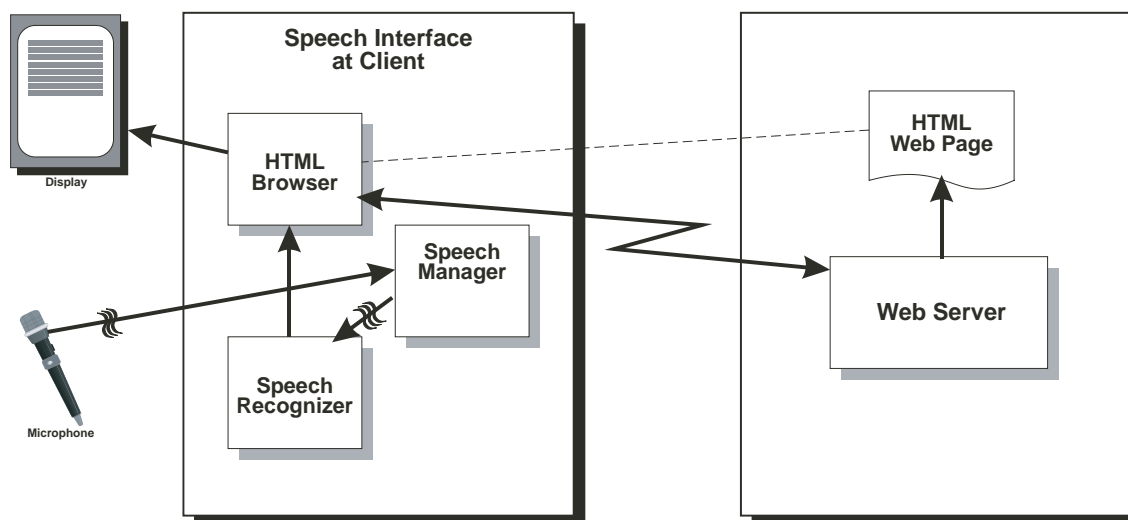 Speech Interface
at Client
Display
HTML
Browser
HTML
Web Page
Speech
Manager
Web Server
Speech
Recognizer
Microphone